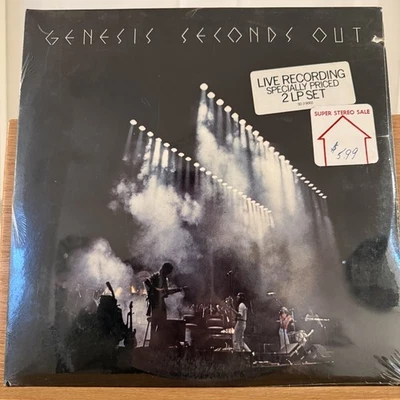 GENESIS SECONDS OUT
LIVE RECORDING
SPECIALLY PRICED
2 LP SET
SUPER STEREO SALE
$ 5.99